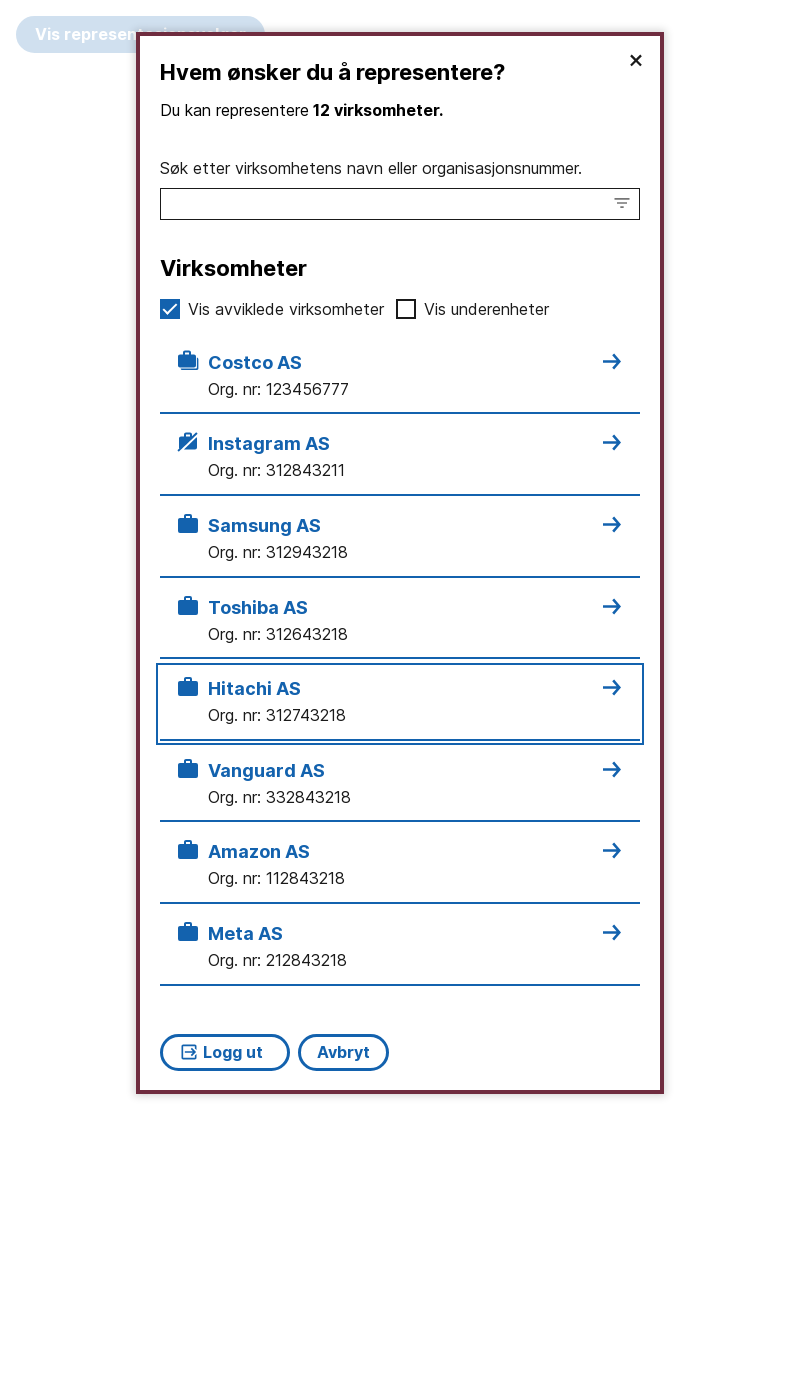 Vis
Hvem ønsker du å representere?
Du kan representere 12 virksomheter.
Søk etter virksomhetens navn eller organisasjonsnummer.
Virksomheter
Vis avviklede virksomheter Vis underenheter
Costco AS
Org. nr: 123456777
Instagram AS
Org. nr: 312843211
Samsung AS
Org. nr: 312943218
Toshiba AS
Org. nr: 312643218
Hitachi AS
Org. nr: 312743218
Vanguard AS
Org. nr: 332843218
Amazon AS
Org. nr: 112843218
Meta AS
Org. nr: 212843218
Logg ut Avbryt